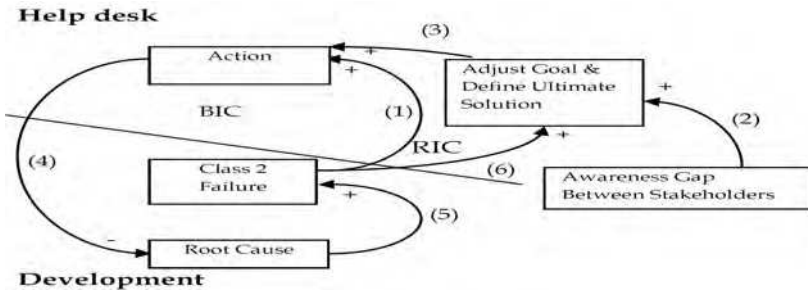 Help desk
(3)
Action
+
+
Adjust Goal &
Define Ultimate
Solution
+
BIC
(1)
(2)
+
RIC
(4)
Class 2
Failure
(6)
Awareness Gap
Between Stakeholders
+
(5)
-
Root Cause
Development